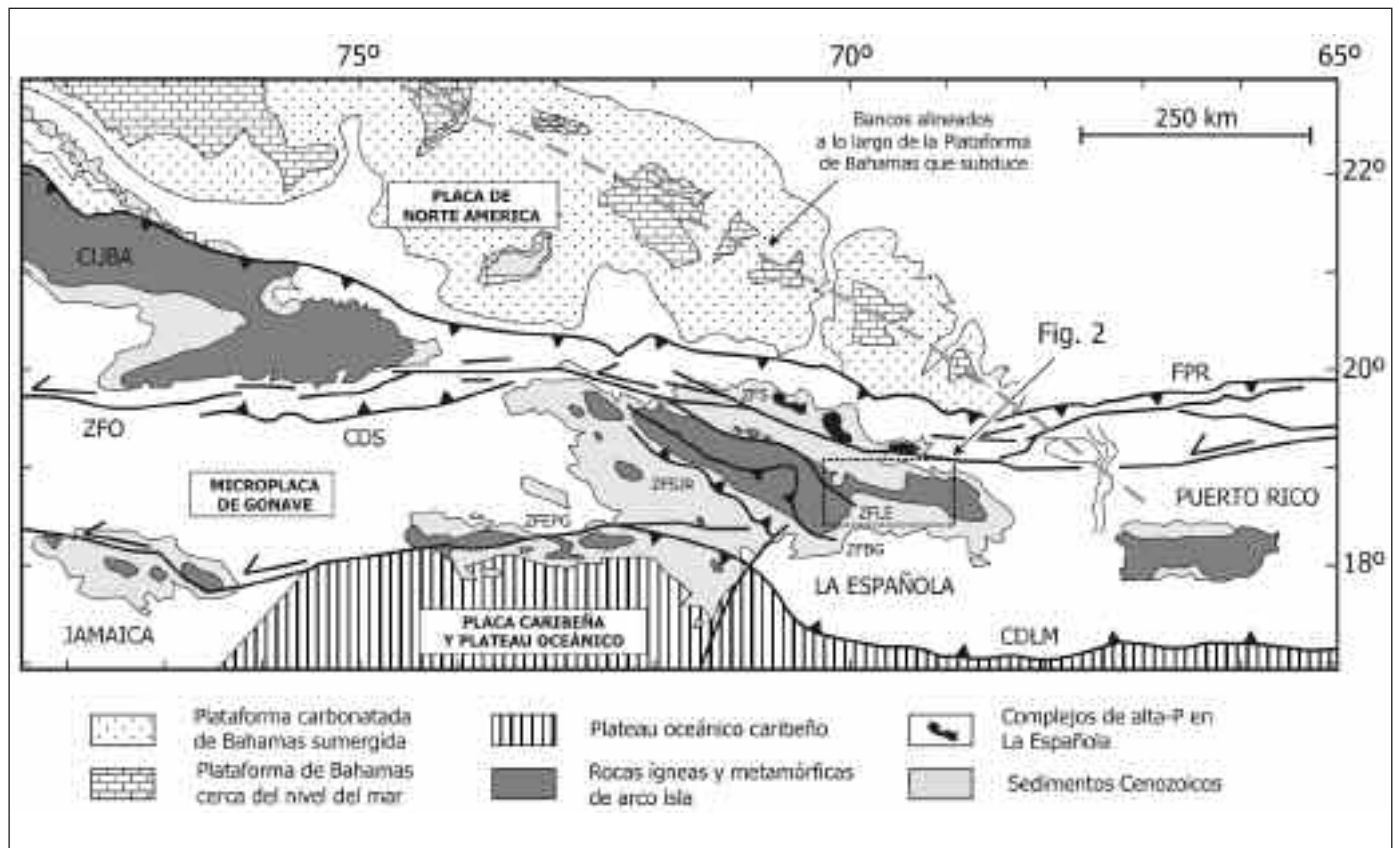 75º
70º
65º
250 km
Bancos alineados
a lo largo de la Plataforma
de Bahamas que subduce
22º
PLACA DE
NORTE AMERICA
CUBA
Fig. 2
20º
FPR
ZFS
ZFO
CDS
MICROPLACA
DE GONAVE
ZFSJR
PUERTO RICO
ZFEPG
ZFLE
ZFBG
18º
LA ESPAÑOLA
JAMAICA
PLACA CARIBEÑA
Y PLATEAU OCEÁNICO
CDLM
Plataforma carbonatada
de Bahamas sumergida
Plateau oceánico caribeño
Complejos de alta-P en
La Española
Plataforma de Bahamas
cerca del nivel del mar
Rocas ígneas y metamórficas
de arco isla
Sedimentos Cenozoicos